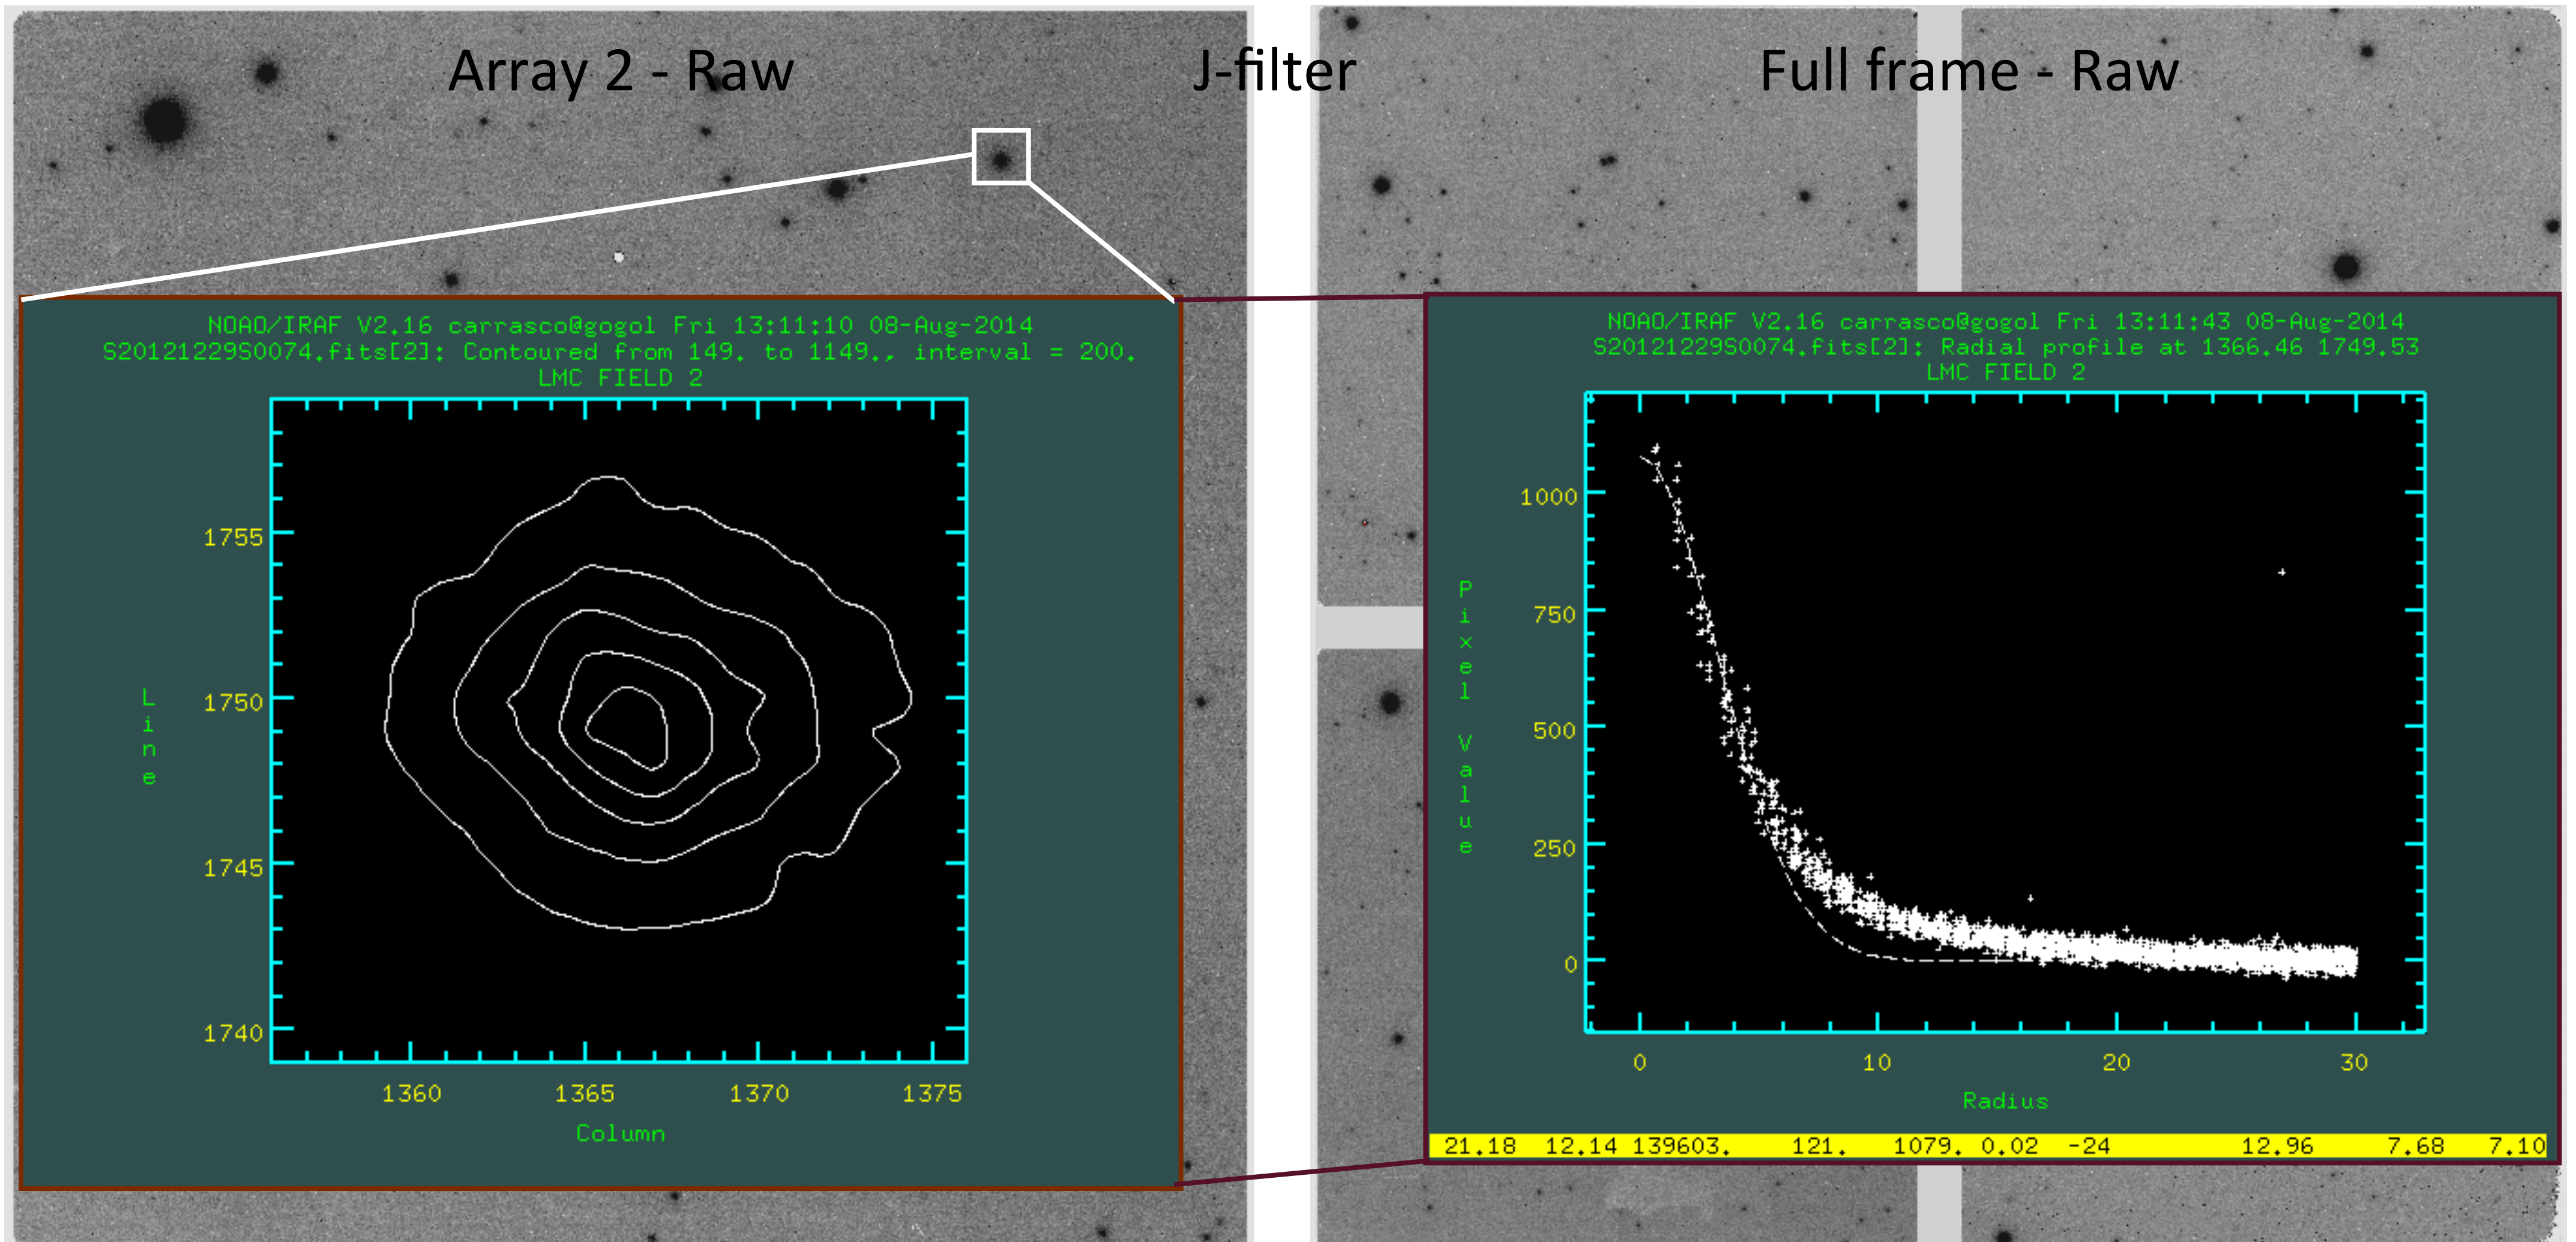 Array 2 - Raw
J-filter
Full frame - Raw
NOAO/IRAF V2.16 carrasco@gogol Fri 13:11:10 08-Aug-2014
S20121229S0074.fits[2]: Contoured from 149. to 1149., interval = 200.
LMC FIELD 2
1755
1750
1745
1740
Line
1360 1365 1370 1375
Column
NOAO/IRAF V2.16 carrasco@gogol Fri 13:11:43 08-Aug-2014
S20121229S0074.fits[2]: Radial profile at 1366.46 1749.53
LMC FIELD 2
1000
750
500
250
0
Pixel Value
0 10 20 30
Radius
21.18 12.14 139603. 121. 1079. 0.02 -24 12.96 7.68 7.10